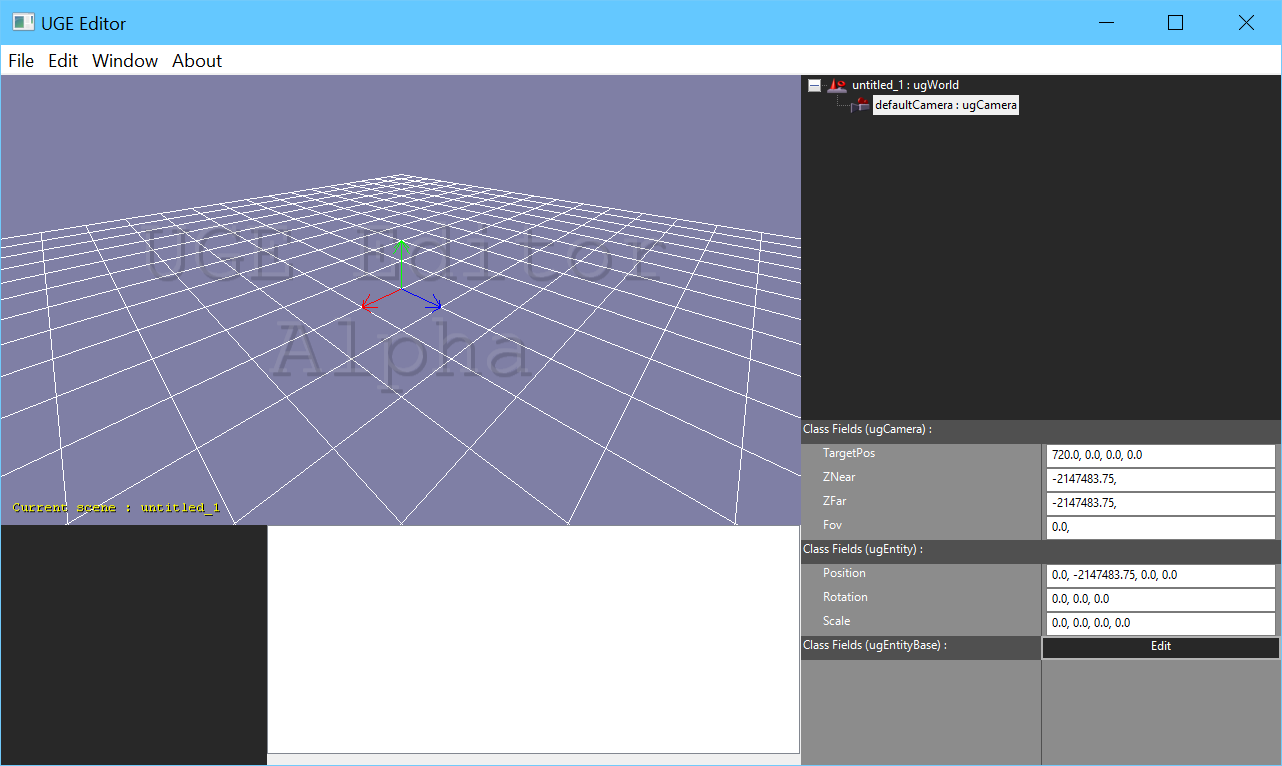 UGE Editor
File Edit Window About
untitled_1 : ugWorld
defaultCamera : ugCamera
UGE Editor
Alpha
Current scene : untitled_1
Class Fields (ugCamera) :
TargetPos 720.0, 0.0, 0.0, 0.0
ZNear -2147483.75,
ZFar -2147483.75,
Fov 0.0,
Class Fields (ugEntity) :
Position 0.0, -2147483.75, 0.0, 0.0
Rotation 0.0, 0.0, 0.0
Scale 0.0, 0.0, 0.0, 0.0
Class Fields (ugEntityBase) : Edit